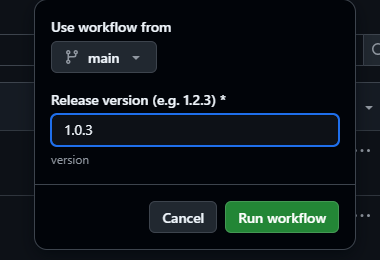 Use workflow from
main
Release version (e.g. 1.2.3) *
1.0.3
version
Cancel
Run workflow